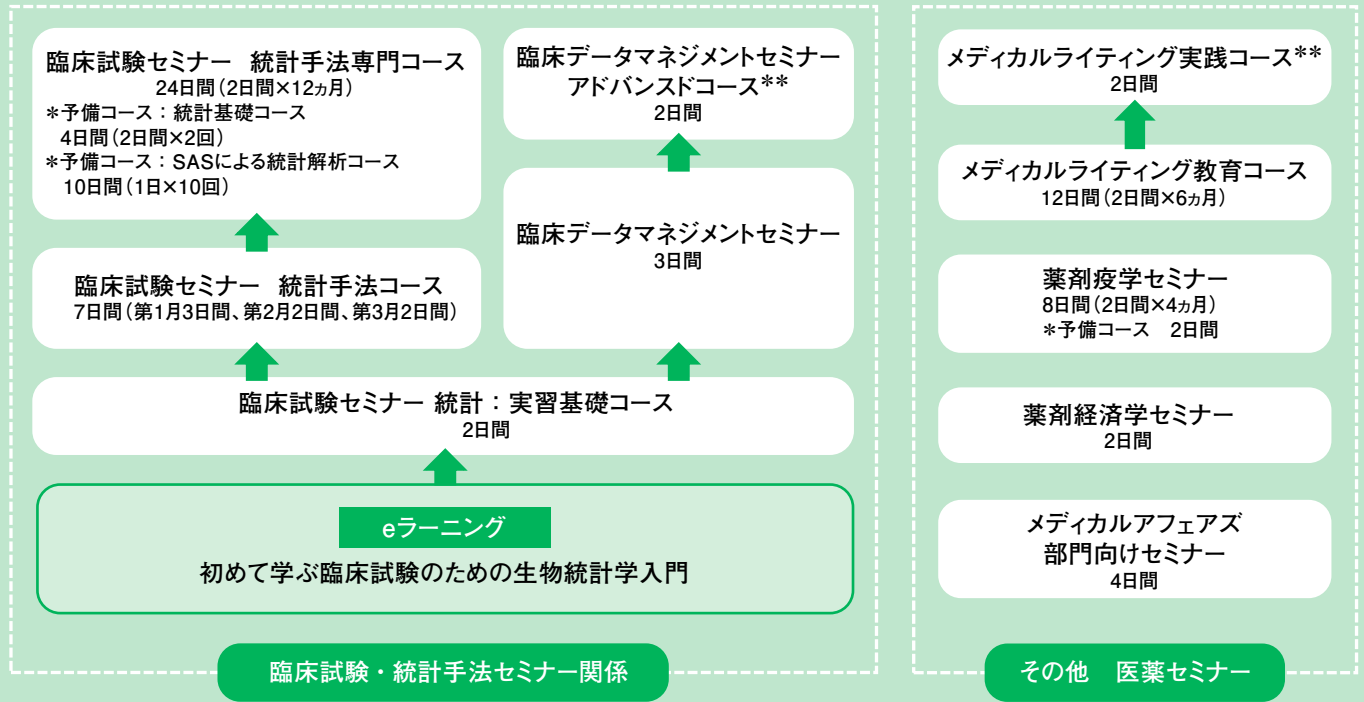 臨床試験セミナー 統計手法専門コース
24日間(2日間×12ヵ月)
*予備コース:統計基礎コース
4日間(2日間×2回)
*予備コース:SASによる統計解析コース
10日間(1日×10回)
臨床試験セミナー 統計手法コース
7日間(第1月3日間、第2月2日間、第3月2日間)
臨床データマネジメントセミナー
アドバンスドコース**
2日間
臨床データマネジメントセミナー
3日間
臨床試験セミナー 統計:実習基礎コース
2日間
eラーニング
初めて学ぶ臨床試験のための生物統計学入門
臨床試験・統計手法セミナー関係
メディカルライティング実践コース**
2日間
メディカルライティング教育コース
12日間(2日間×6ヵ月)
薬剤疫学セミナー
8日間(2日間×4ヵ月)
*予備コース 2日間
薬剤経済学セミナー
2日間
メディカルアフェアズ
部門向けセミナー
4日間
その他 医薬セミナー